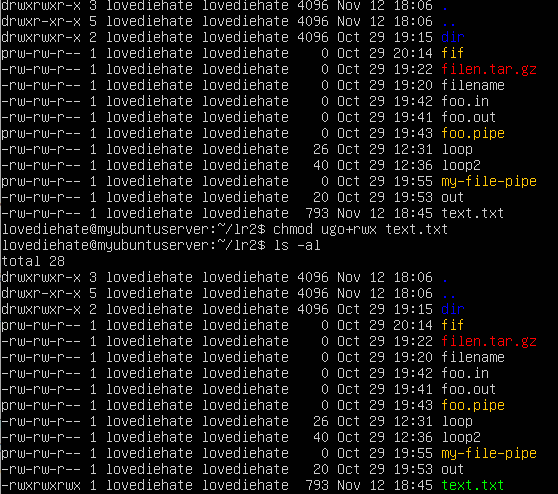 drwxrwxr-x 3 lovediehate lovediehate 4096 Nov 12 18:06 .
drwxr-xr-x 5 lovediehate lovediehate 4096 Nov 12 18:06 ..
drwxrwxr-x 2 lovediehate lovediehate 4096 Oct 29 19:15 dir
prw-rw-r-- 1 lovediehate lovediehate    0 Oct 29 20:14 fif
-rw-rw-r-- 1 lovediehate lovediehate    0 Oct 29 19:22 filen.tar.gz
-rw-rw-r-- 1 lovediehate lovediehate    0 Oct 29 19:20 filename
-rw-rw-r-- 1 lovediehate lovediehate    0 Oct 29 19:42 foo.in
-rw-rw-r-- 1 lovediehate lovediehate    0 Oct 29 19:41 foo.out
prw-rw-r-- 1 lovediehate lovediehate    0 Oct 29 19:43 foo.pipe
-rw-rw-r-- 1 lovediehate lovediehate   26 Oct 29 12:31 loop
-rw-rw-r-- 1 lovediehate lovediehate   40 Oct 29 12:36 loop2
prw-rw-r-- 1 lovediehate lovediehate    0 Oct 29 19:55 my-file-pipe
-rw-rw-r-- 1 lovediehate lovediehate   20 Oct 29 19:53 out
-rw-rw-r-- 1 lovediehate lovediehate  793 Nov 12 18:45 text.txt
lovediehate@myubuntuserver:~/lr2$ chmod ugo+rwx text.txt
lovediehate@myubuntuserver:~/lr2$ ls -al
total 28
drwxrwxr-x 3 lovediehate lovediehate 4096 Nov 12 18:06 .
drwxr-xr-x 5 lovediehate lovediehate 4096 Nov 12 18:06 ..
drwxrwxr-x 2 lovediehate lovediehate 4096 Oct 29 19:15 dir
prw-rw-r-- 1 lovediehate lovediehate    0 Oct 29 20:14 fif
-rw-rw-r-- 1 lovediehate lovediehate    0 Oct 29 19:22 filen.tar.gz
-rw-rw-r-- 1 lovediehate lovediehate    0 Oct 29 19:20 filename
-rw-rw-r-- 1 lovediehate lovediehate    0 Oct 29 19:42 foo.in
-rw-rw-r-- 1 lovediehate lovediehate    0 Oct 29 19:41 foo.out
prw-rw-r-- 1 lovediehate lovediehate    0 Oct 29 19:43 foo.pipe
-rw-rw-r-- 1 lovediehate lovediehate   26 Oct 29 12:31 loop
-rw-rw-r-- 1 lovediehate lovediehate   40 Oct 29 12:36 loop2
prw-rw-r-- 1 lovediehate lovediehate    0 Oct 29 19:55 my-file-pipe
-rw-rw-r-- 1 lovediehate lovediehate   20 Oct 29 19:53 out
-rwxrwxrwx 1 lovediehate lovediehate  793 Nov 12 18:45 text.txt